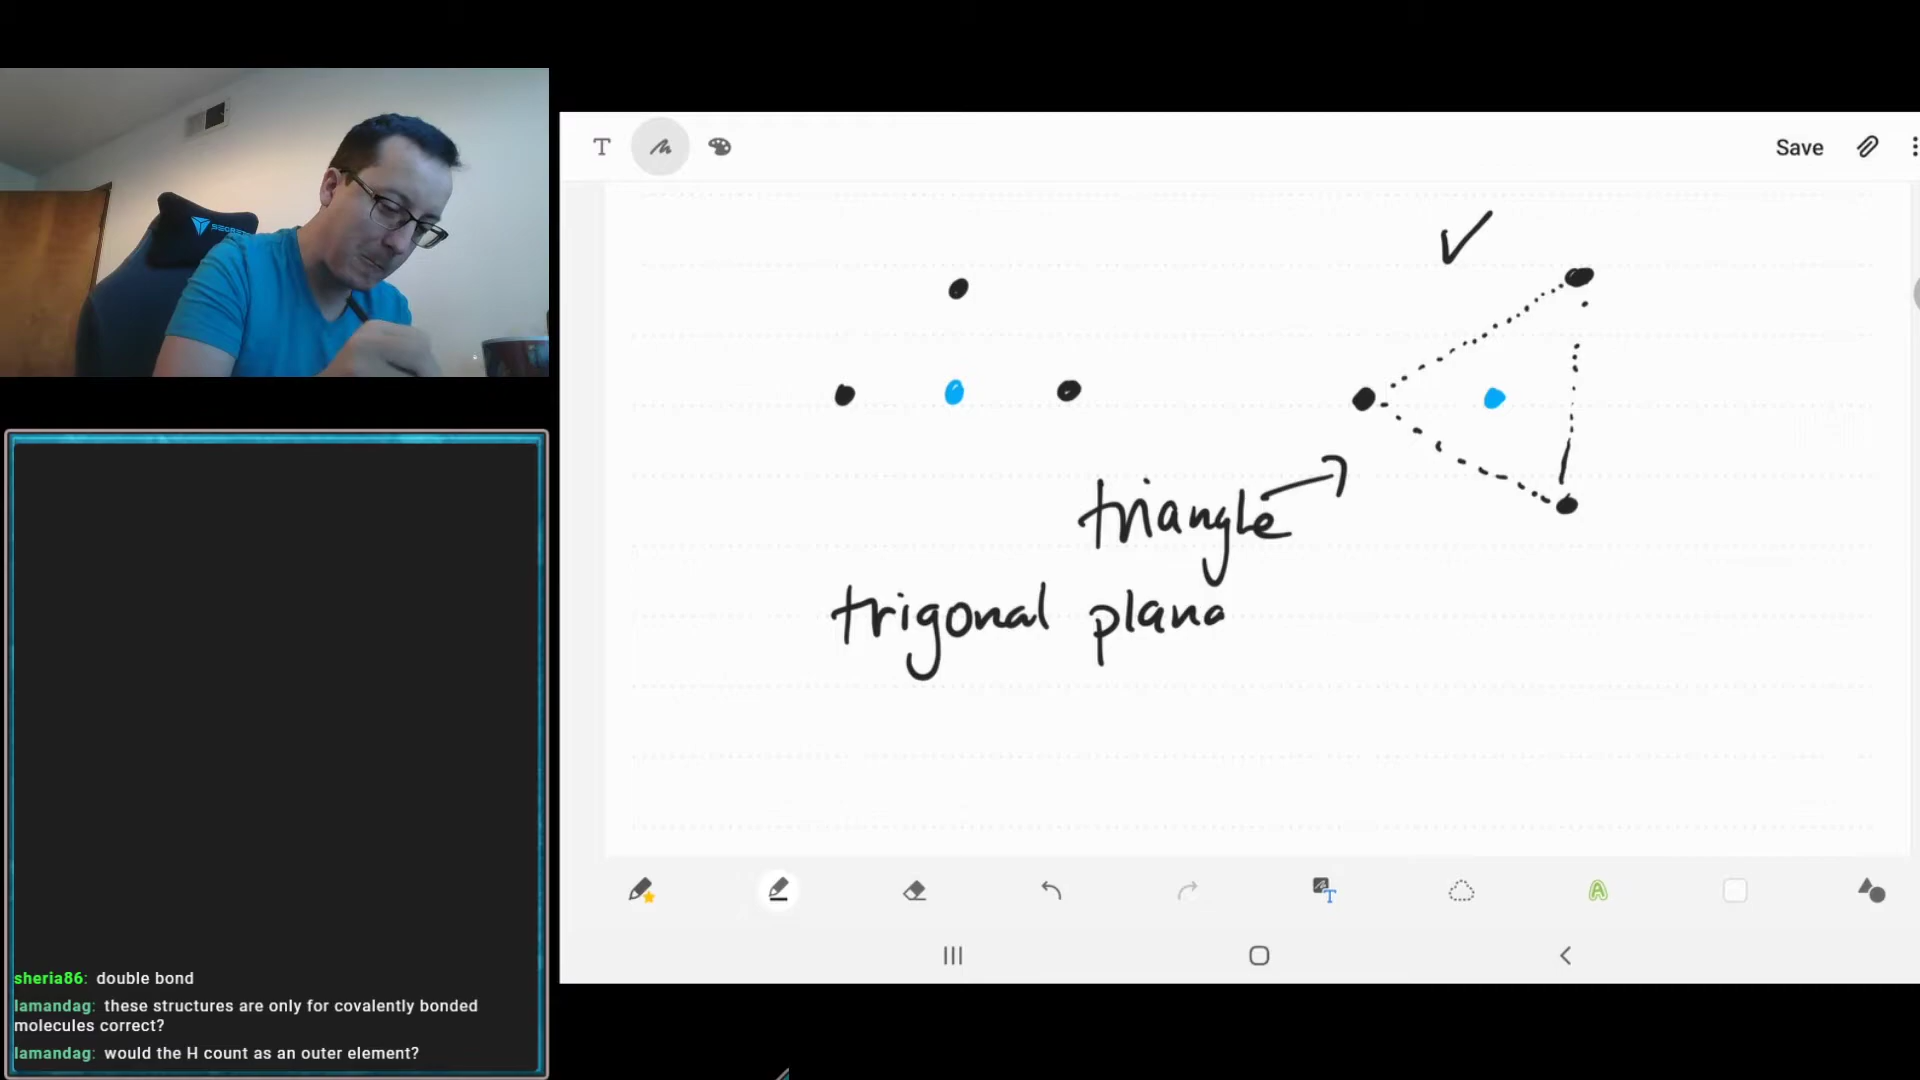 T
Save
triangle
trigonal plana
sheria86: double bond
lamandag: these structures are only for covalently bonded
molecules correct?
lamandag: would the H count as an outer element?